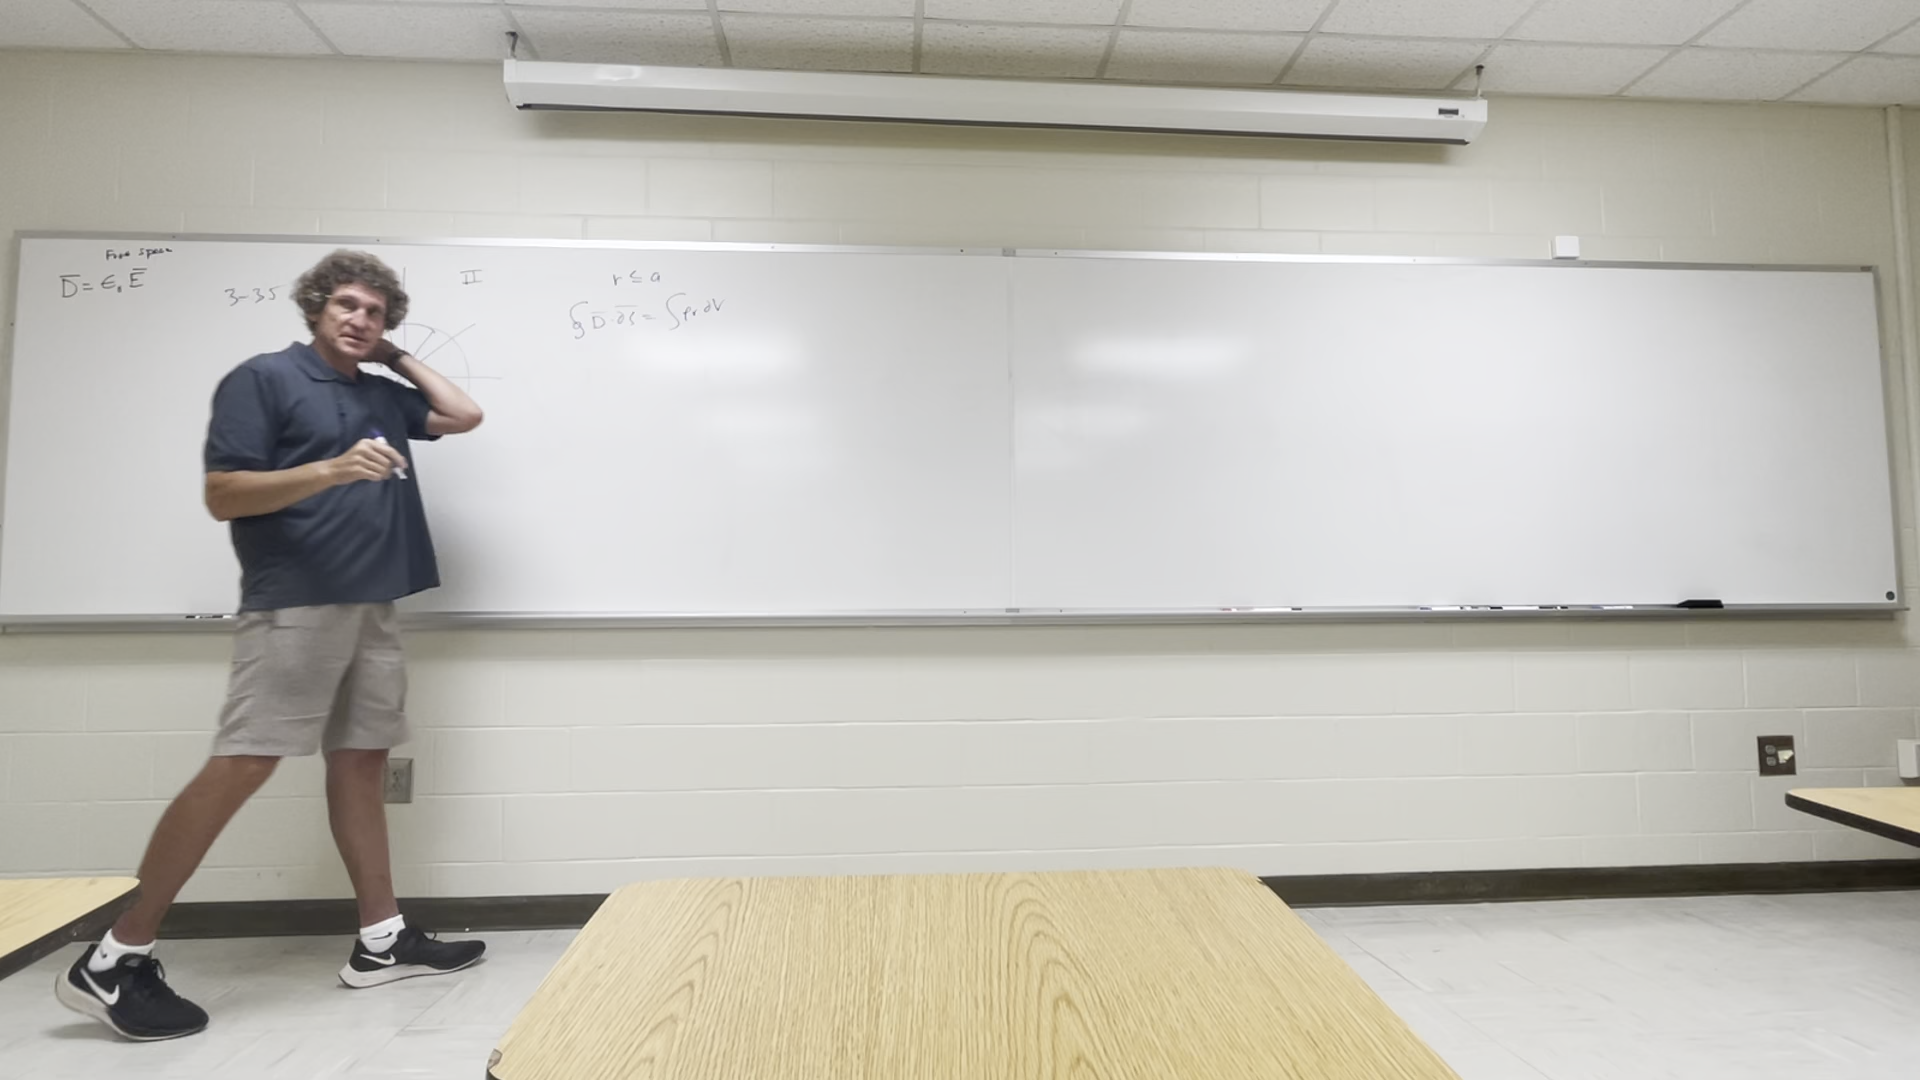 Free space
D̅ = ϵ₀ E̅
3-35
II
r ≤ a
∮ D̅ · d̅s̅ = ∫ρv dV